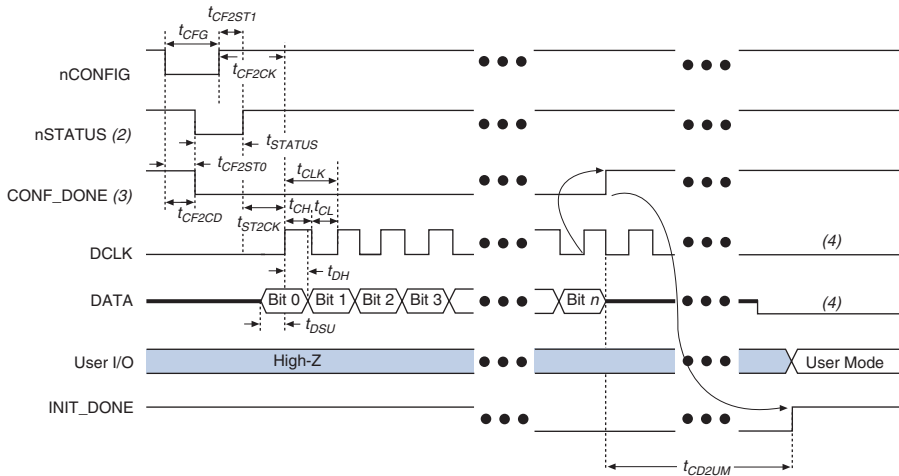 tCF2ST1
tCFG
nCONFIG
tCF2CK
nSTATUS (2)
tSTATUS
tCF2ST0
tCLK
CONF_DONE (3)
tCF2CD
tST2CK
tCH
tCL
DCLK
(4)
tDH
DATA
Bit 0
Bit 1
Bit 2
Bit 3
Bit n
(4)
tDSU
User I/O
High-Z
User Mode
INIT_DONE
tCD2UM